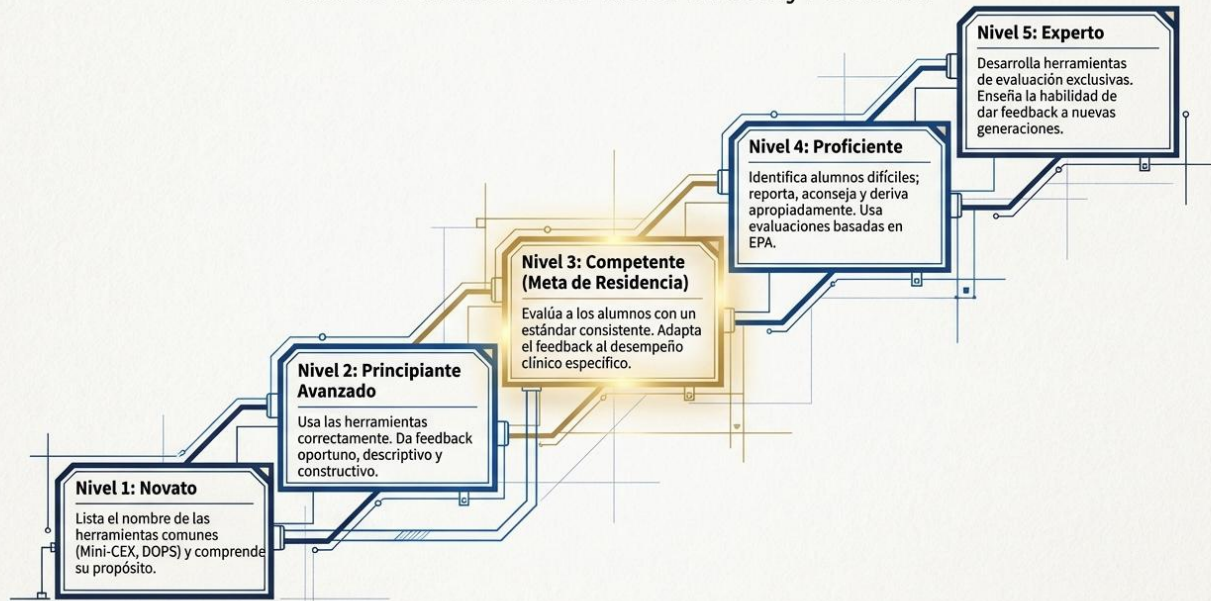 Nivel 5: Experto
Desarrolla herramientas
de evaluación exclusivas.
Enseña la habilidad de
dar feedback a nuevas
generaciones.
Nivel 4: Proficiente
Identifica alumnos difíciles;
reporta, aconseja y deriva
apropiadamente. Usa
evaluaciones basadas en
EPA.
Nivel 3: Competente
(Meta de Residencia)
Evalúa a los alumnos con un
estándar consistente. Adapta
el feedback al desempeño
clínico específico.
Nivel 2: Principiante
Avanzado
Usa las herramientas
correctamente. Da feedback
oportuno, descriptivo y
constructivo.
Nivel 1: Novato
Lista el nombre de las
herramientas comunes
(Mini-CEX, DOPS) y comprende
su propósito.